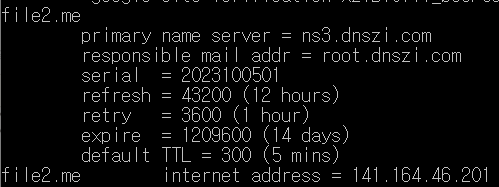 file2.me
primary name server = ns3.dnszi.com
responsible mail addr = root.dnszi.com
serial = 2023100501
refresh = 43200 (12 hours)
retry = 3600 (1 hour)
expire = 1209600 (14 days)
default TTL = 300 (5 mins)
file2.me internet address = 141.164.46.201